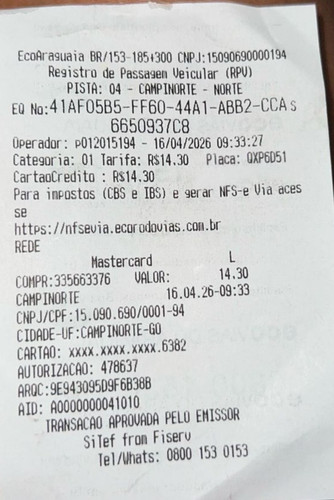 EcoAraguaia BR/153-185+300 CNPJ:15090690000194
Registro de Passagem Veicular (RPV)
PISTA: 04 - CAMPINORTE - NORTE
EQ No:41AF05B5-FF60-44A1-ABB2-CCA5
6650937C8
Operador: p012015194 - 16/04/2026 09:33:27
Categoria: 01 Tarifa: R$14.30 Placa: QXP6D51
CartaoCredito : R$14.30
Para impostos (CBS e IBS) e gerar NFS-e Via aces
se
https://nfsevia.ecorodovias.com.br
REDE
Mastercard L
COMPR:335663376 VALOR: 14.30
CAMPINORTE 16.04.26-09:33
CNPJ/CPF:15.090.690/0001-94
CIDADE-UF:CAMPINORTE-GO
CARTAO: xxxx.xxxx.xxxx.6382
AUTORIZACAO: 478637
ARQC:9E943095D9F6B38B
AID: A0000000041010
TRANSACAO APROVADA PELO EMISSOR
SiTef from Fiserv
Tel/Whats: 0800 153 0153